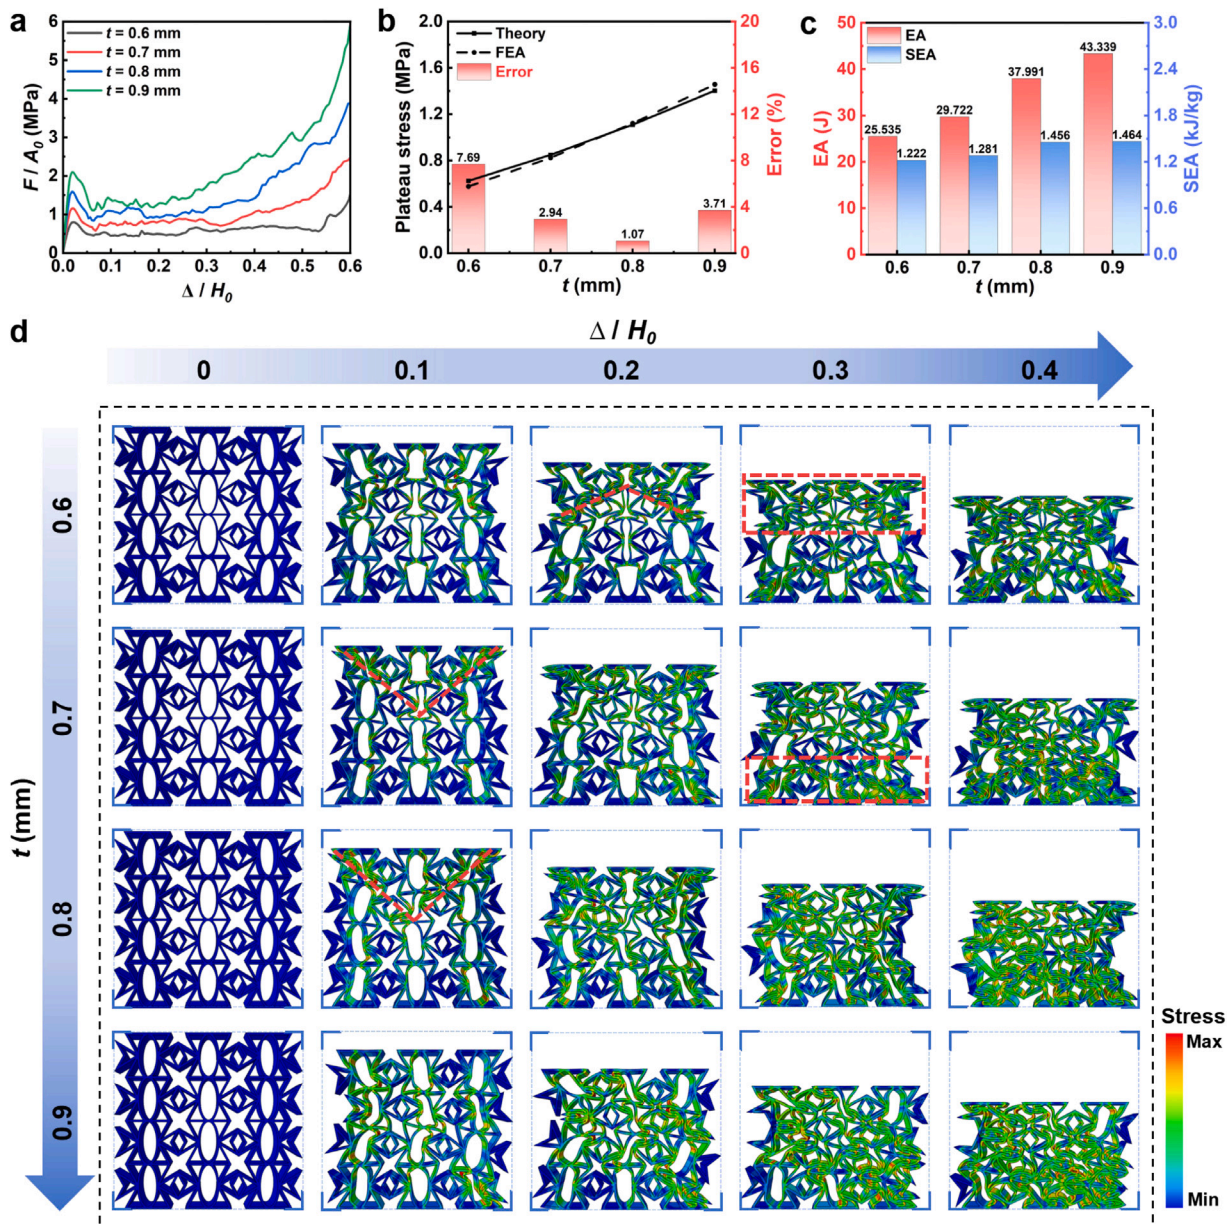 a
F / A0 (MPa)
6
5
4
3
2
1
0
t = 0.6 mm
t = 0.7 mm
t = 0.8 mm
t = 0.9 mm
0.0 0.1 0.2 0.3 0.4 0.5 0.6
Δ / H0
b
Plateau stress (MPa)
2.0
1.6
1.2
0.8
0.4
0.0
Theory
FEA
Error
7.69
2.94
1.07
3.71
20
16
12
8
4
0
Error (%)
0.6 0.7 0.8 0.9
t (mm)
c
EA (J)
50
40
30
20
10
0
EA
SEA
25.535
1.222
29.722
1.281
37.991
1.456
43.339
1.464
3.0
2.4
1.8
1.2
0.6
0.0
SEA (kJ/kg)
0.6 0.7 0.8 0.9
t (mm)
d
Δ / H0
0 0.1 0.2 0.3 0.4
t (mm)
0.6
0.7
0.8
0.9
Stress
Max
Min